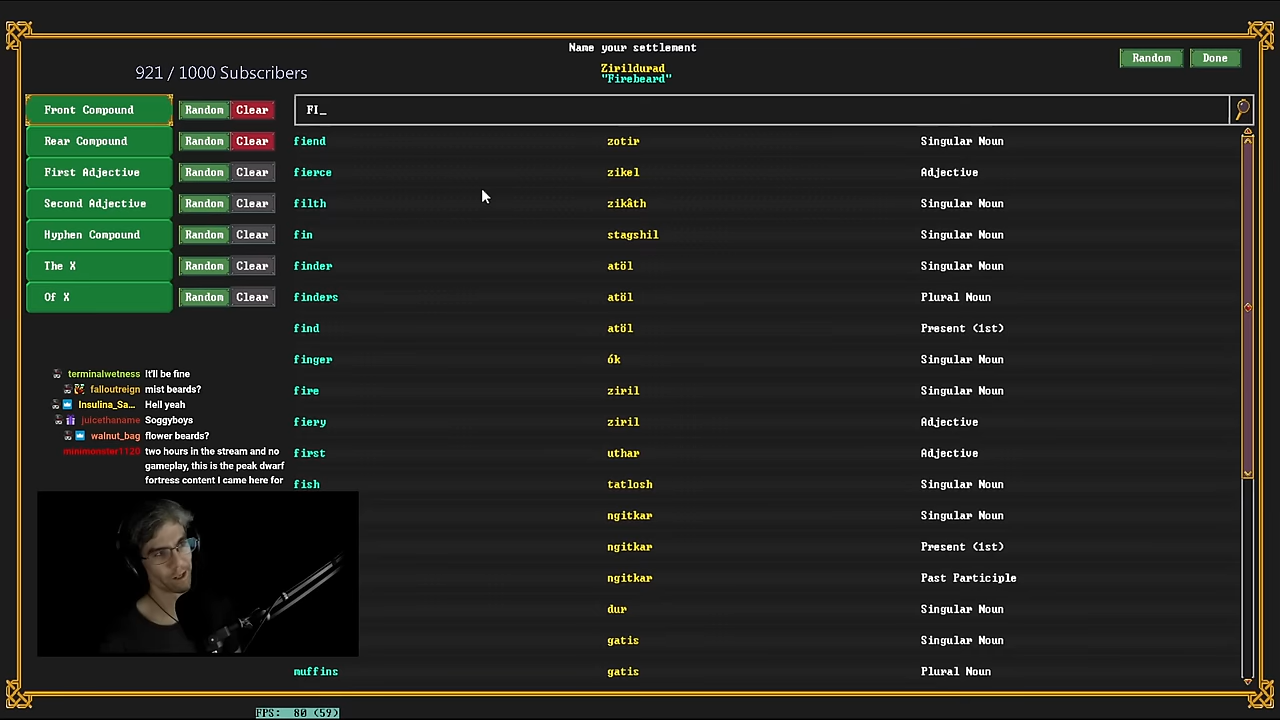 Name your settlement
Zirildurad
"Firebeard"
Random Done
921 / 1000 Subscribers
Front Compound Random Clear FI_
Rear Compound Random Clear fiend zotir Singular Noun
First Adjective Random Clear fierce zikel Adjective
Second Adjective Random Clear filth zikâth Singular Noun
Hyphen Compound Random Clear fin stagshil Singular Noun
The X Random Clear finder atöl Singular Noun
Of X Random Clear finders atöl Plural Noun
find atöl Present (1st)
finger ók Singular Noun
fire ziril Singular Noun
fiery ziril Adjective
first uthar Adjective
fish tatlosh Singular Noun
ngitkar Singular Noun
ngitkar Present (1st)
ngitkar Past Participle
dur Singular Noun
gatis Singular Noun
muffins gatis Plural Noun
terminalwetness It'll be fine
falloutreign mist beards?
Insulina_Sa... Hell yeah
juicethaname Soggyboys
walnut_bag flower beards?
minimonster1120 two hours in the stream and no
gameplay, this is the peak dwarf
fortress content I came here for
FPS: 80 (59)